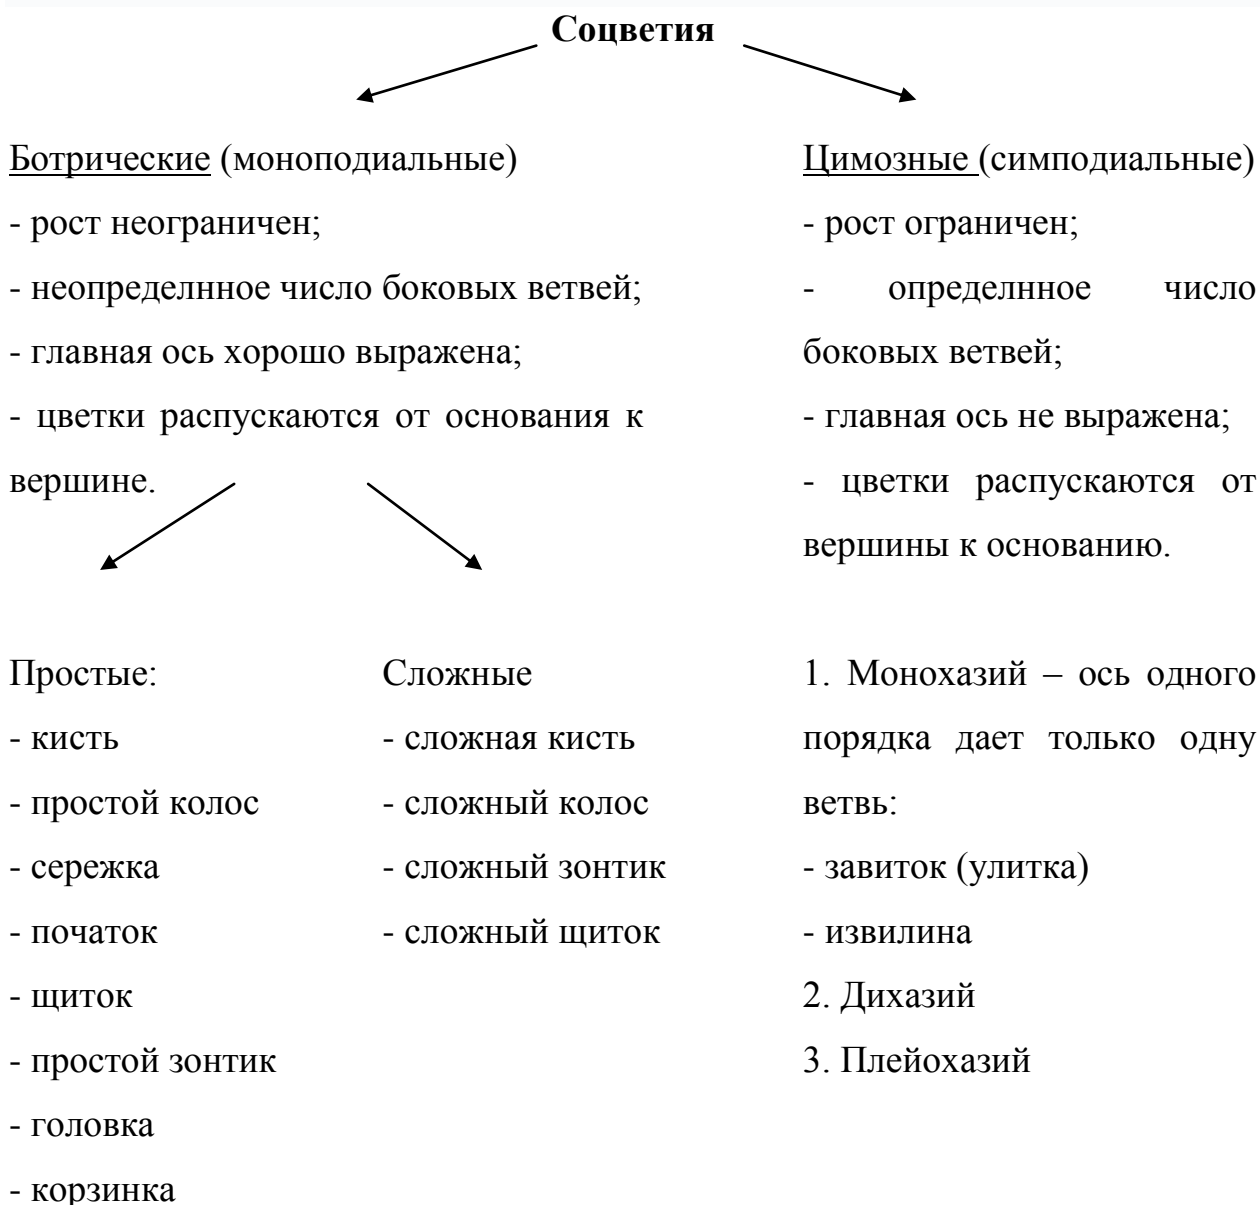 Соцветия
Ботрические (моноподиальные)
- рост неограничен;
- неопределнное число боковых ветвей;
- главная ось хорошо выражена;
- цветки распускаются от основания к
вершине.
Цимозные (симподиальные)
- рост ограничен;
- определнное число
боковых ветвей;
- главная ось не выражена;
- цветки распускаются от
вершины к основанию.
Простые:
- кисть
- простой колос
- сережка
- початок
- щиток
- простой зонтик
- головка
- корзинка
Сложные
- сложная кисть
- сложный колос
- сложный зонтик
- сложный щиток
1. Монохазий – ось одного
порядка дает только одну
ветвь:
- завиток (улитка)
- извилина
2. Дихазий
3. Плейохазий